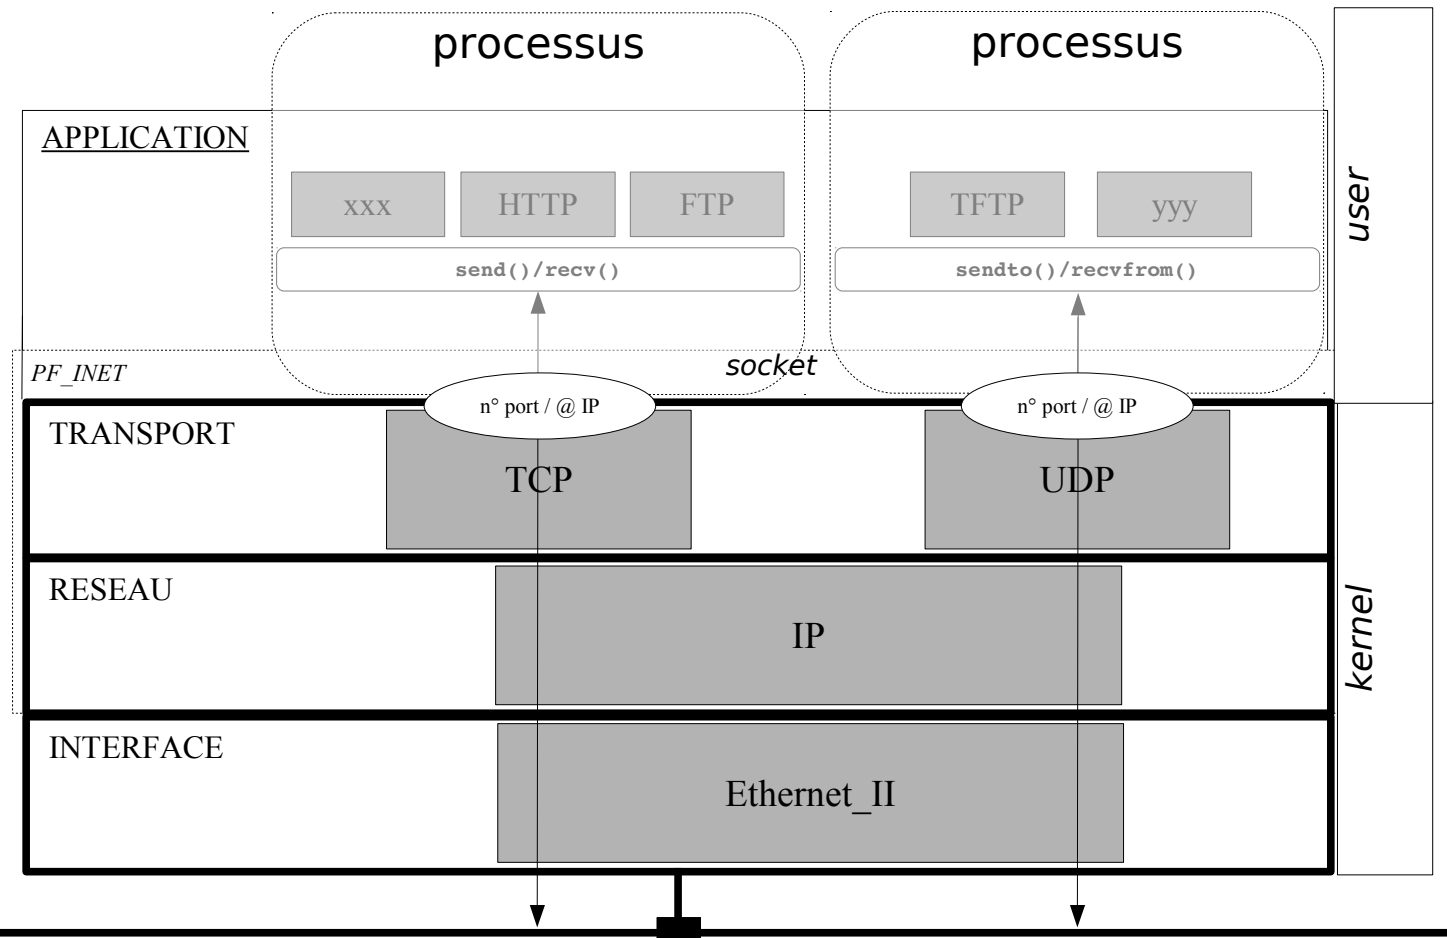 processus
processus
APPLICATION
user
xxx
HTTP
FTP
TFTP
yyy
send()/recv()
sendto()/recvfrom()
socket
PF_INET
n° port / @ IP
n° port / @ IP
TRANSPORT
TCP
UDP
RESEAU
IP
kernel
INTERFACE
Ethernet_II